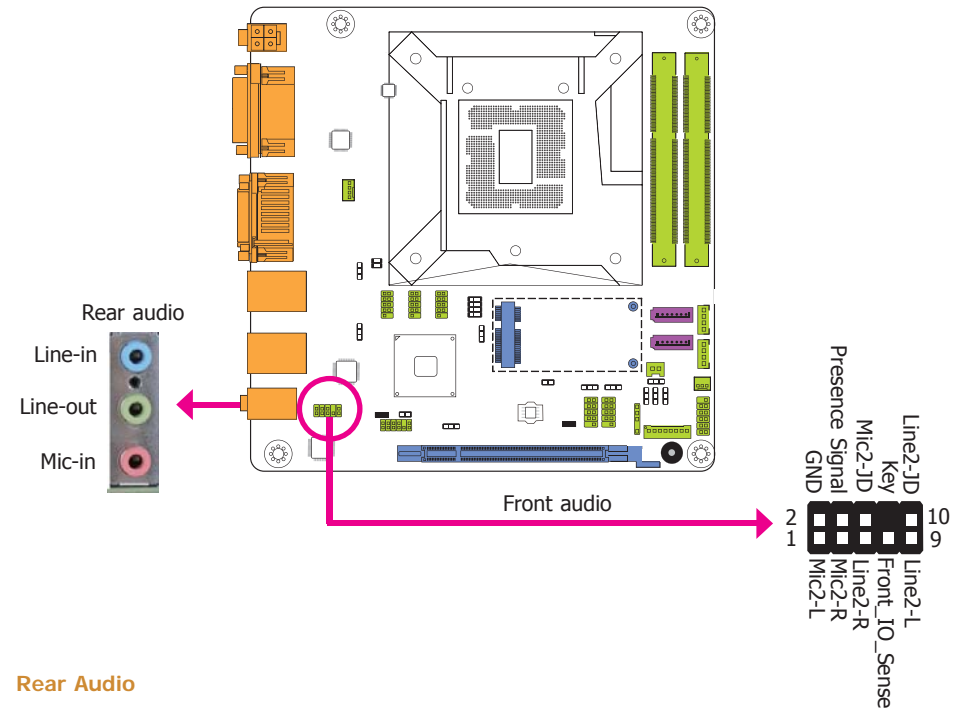 Rear audio
Line-in
Line-out
Mic-in
Front audio
GND
Presence Signal
Mic2-JD
Key
Line2-JD
2
10
1
9
Mic2-L
Mic2-R
Line2-R
Front_IO_Sense
Line2-L
Rear Audio